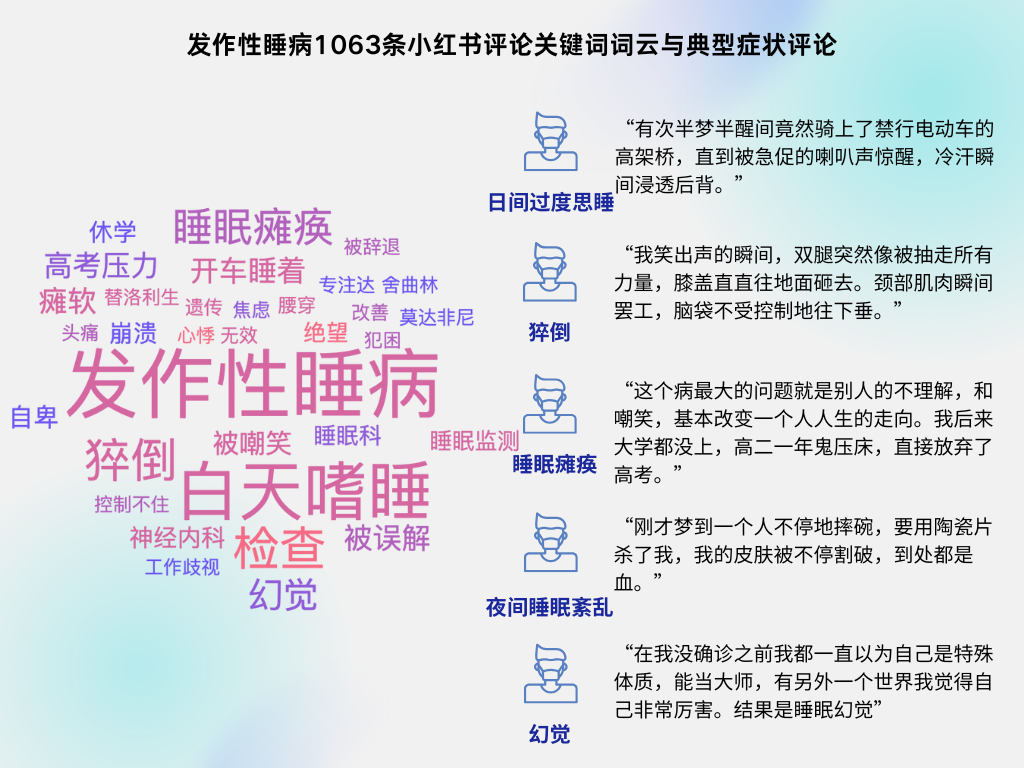 发作性睡病1063条小红书评论关键词词云与典型症状评论
休学
睡眠瘫痪
被辞退
高考压力
开车睡着
专注达
舍曲林
瘫软
替洛利生
遗传
焦虑
腰穿
改善
莫达非尼
头痛
崩溃
心悸
无效
绝望
犯困
发作性睡病
自卑
猝倒
被嘲笑
睡眠科
睡眠监测
白天嗜睡
控制不住
神经内科
检查
被误解
工作歧视
幻觉
日间过度思睡
“有次半梦半醒间竟然骑上了禁行电动车的
高架桥，直到被急促的喇叭声惊醒，冷汗瞬
间浸透后背。”
猝倒
“我笑出声的瞬间，双腿突然像被抽走所有
力量，膝盖直直往地面砸去。颈部肌肉瞬间
罢工，脑袋不受控制地往下垂。”
睡眠瘫痪
“这个病最大的问题就是别人的不理解，和
嘲笑，基本改变一个人人生的走向。我后来
大学都没上，高二一年鬼压床，直接放弃了
高考。”
夜间睡眠紊乱
“刚才梦到一个人不停地摔碗，要用陶瓷片
杀了我，我的皮肤被不停割破，到处都是
血。”
幻觉
“在我没确诊之前我都一直以为自己是特殊
体质，能当大师，有另外一个世界我觉得自
己非常厉害。结果是睡眠幻觉”